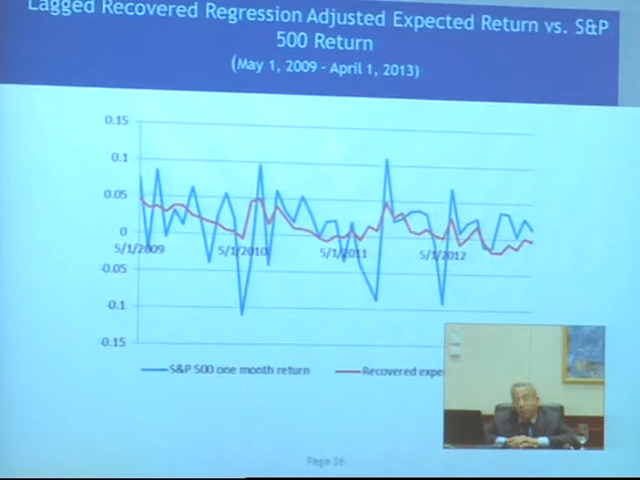 Lagged Recovered Regression Adjusted Expected Return vs. S&P
500 Return
(May 1, 2009 - April 1, 2013)
0.15
0.1
0.05
0
5/1/2009 5/1/2010 5/1/2011 5/1/2012
-0.05
-0.1
-0.15
S&P 500 one month return Recovered expe
Page 36